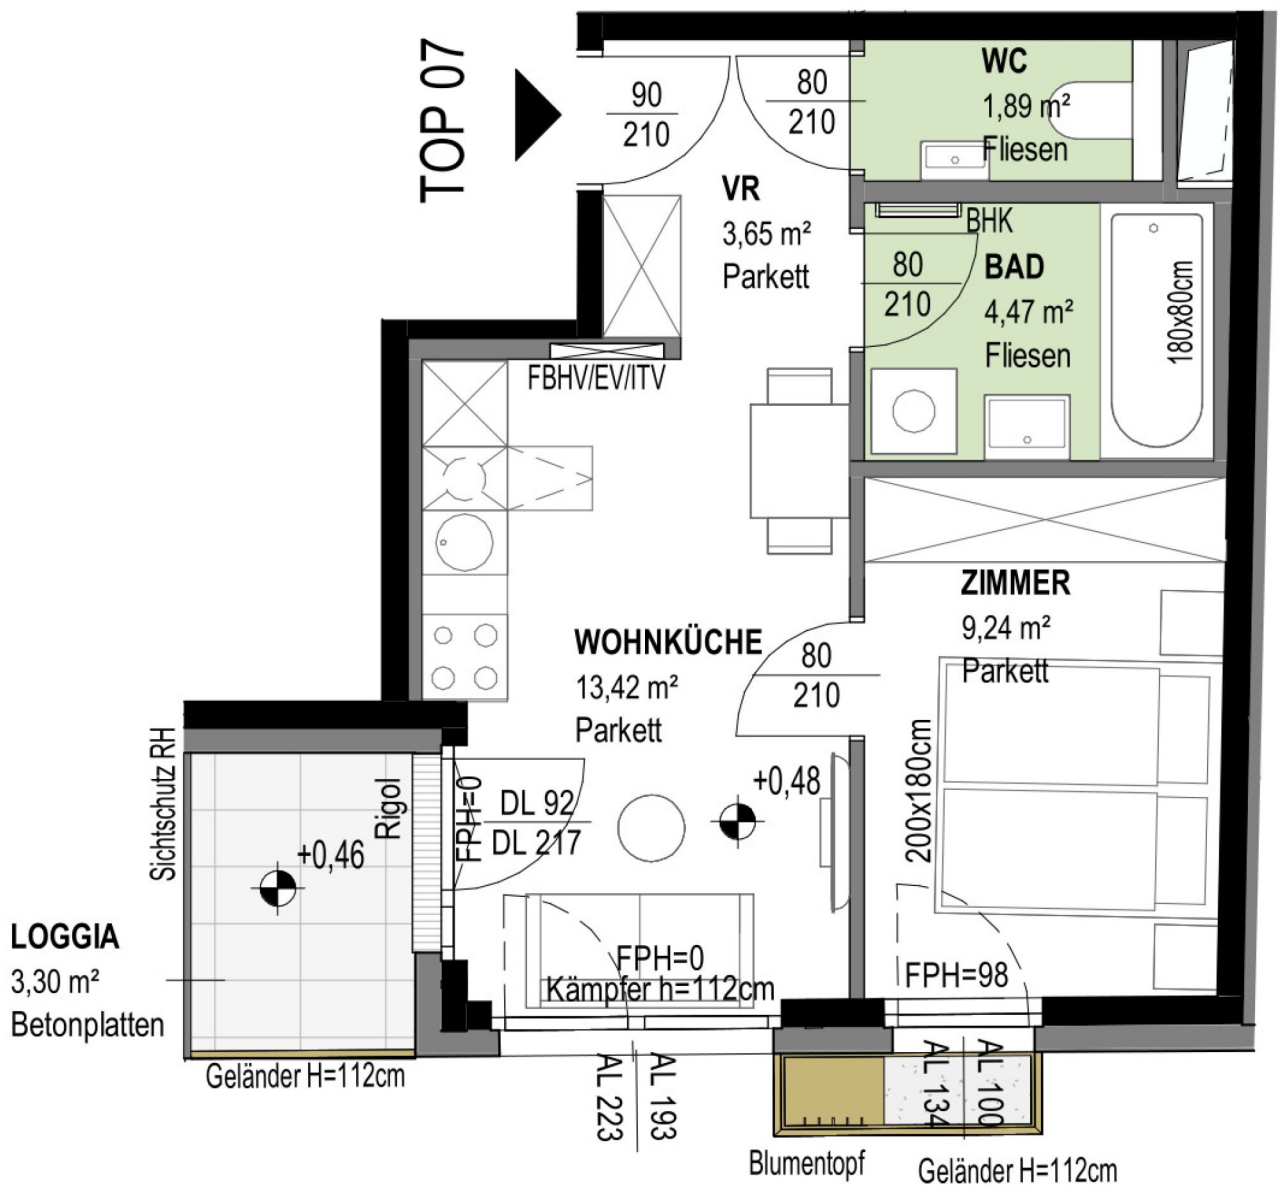 TOP 07
90
210
80
210
WC
1,89 m²
Fliesen
VR
3,65 m²
Parkett
BHK
BAD
4,47 m²
Fliesen
80
210
180x80cm
FBHV/EV/ITV
ZIMMER
9,24 m²
Parkett
WOHNKÜCHE
13,42 m²
Parkett
80
210
200x180cm
Sichtschutz RH
Rigol
FPH=0
DL 92
DL 217
+0,48
+0,46
LOGGIA
3,30 m²
Betonplatten
FPH=0
Kämpfer h=112cm
FPH=98
Geländer H=112cm
AL 193
AL 223
AL 100
AL 134
Blumentopf
Geländer H=112cm